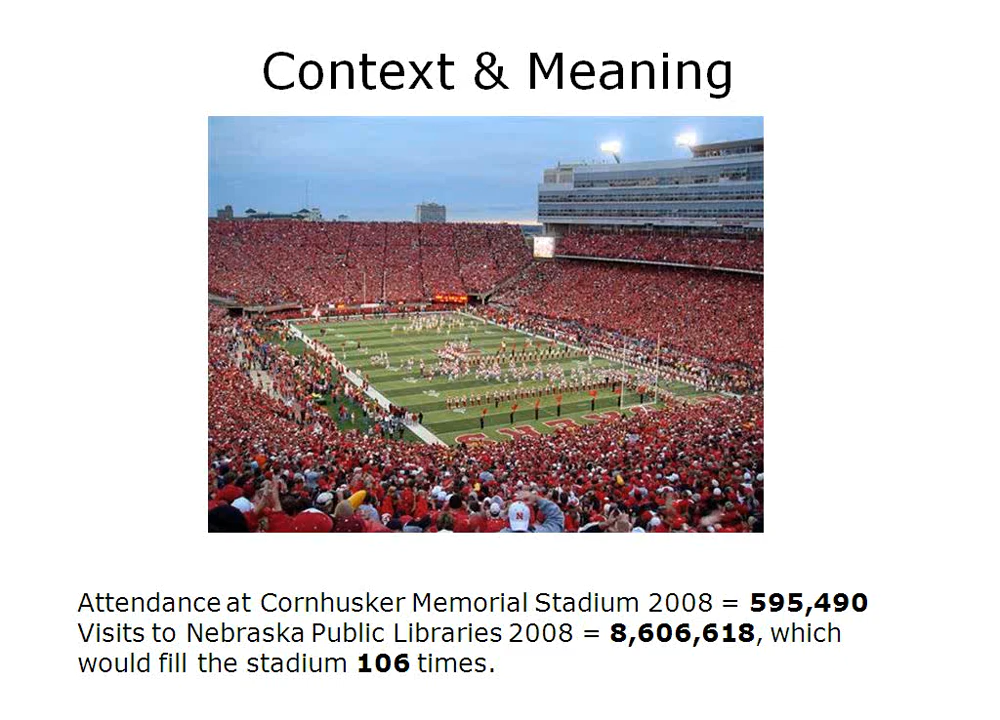 Context & Meaning
N
Attendance at Cornhusker Memorial Stadium 2008 = 595,490
Visits to Nebraska Public Libraries 2008 = 8,606,618, which
would fill the stadium 106 times.